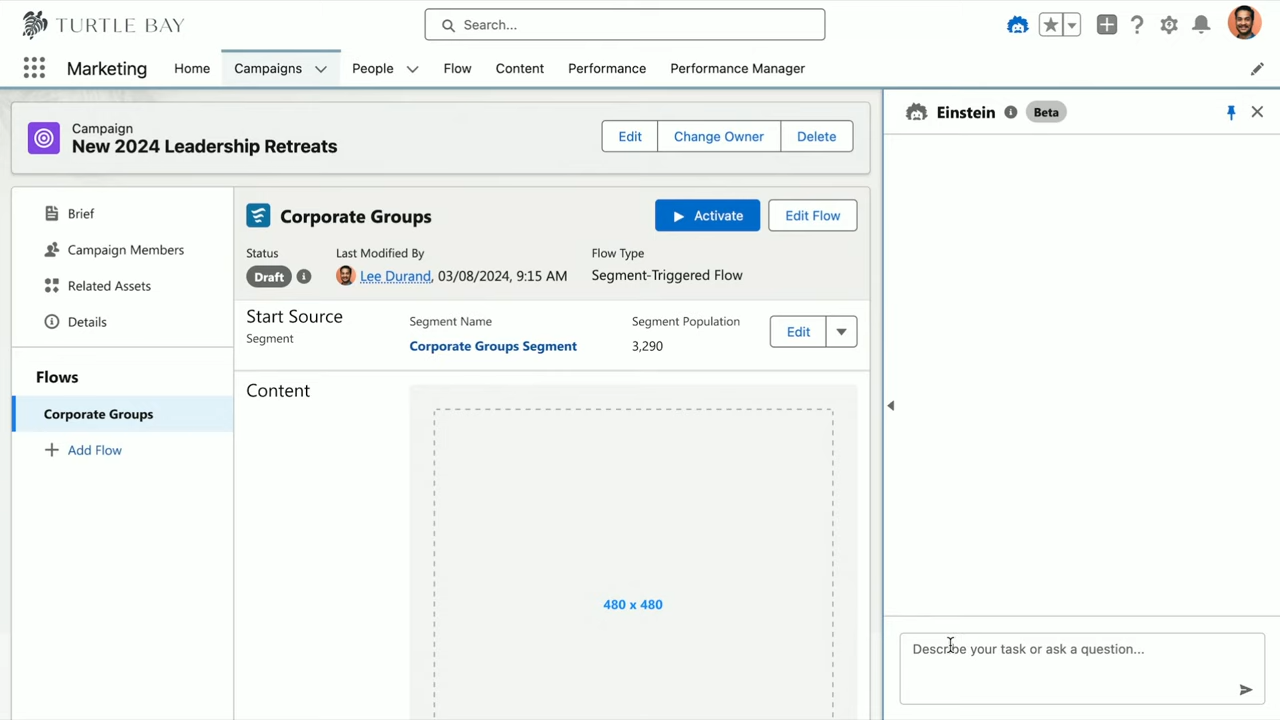 TURTLE BAY
Search...
Marketing
Home
Campaigns
People
Flow
Content
Performance
Performance Manager
Campaign
New 2024 Leadership Retreats
Edit
Change Owner
Delete
Einstein
Beta
Brief
Campaign Members
Related Assets
Details
Flows
Corporate Groups
Add Flow
Corporate Groups
Activate
Edit Flow
Status
Draft
Last Modified By
Lee Durand, 03/08/2024, 9:15 AM
Flow Type
Segment-Triggered Flow
Start Source
Segment
Segment Name
Corporate Groups Segment
Segment Population
3,290
Edit
Content
480 x 480
Describe your task or ask a question...